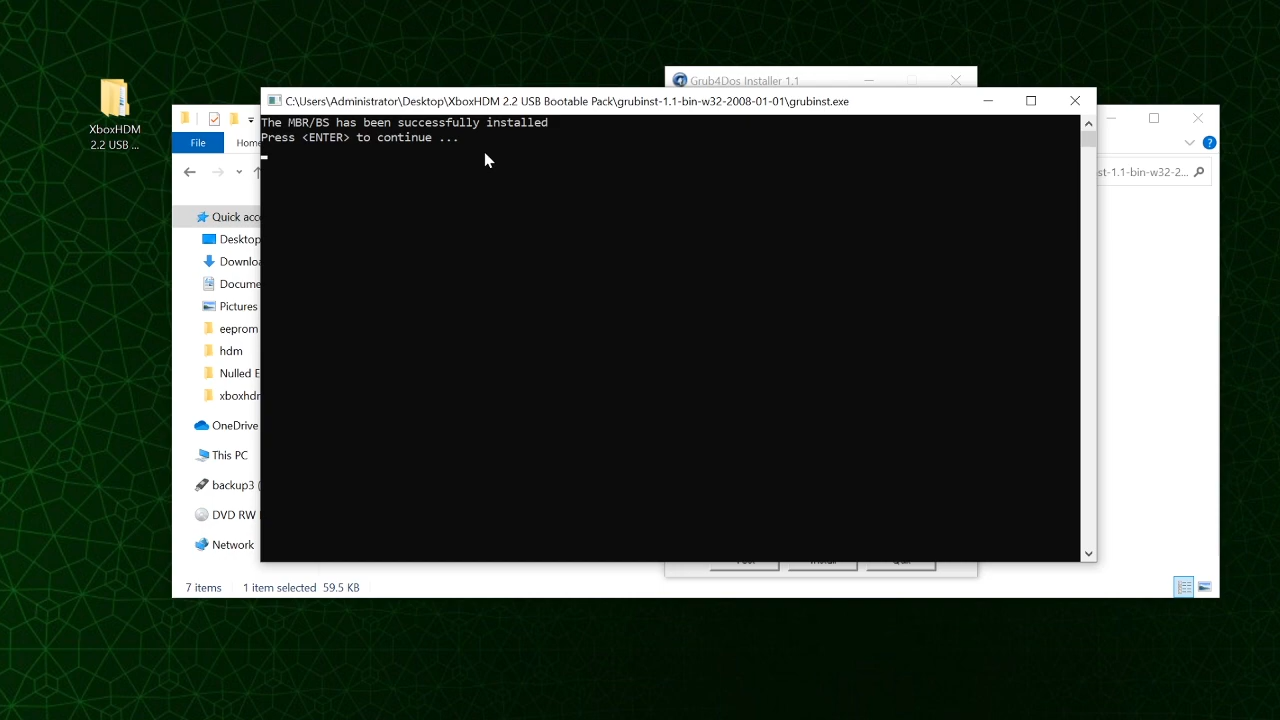 XboxHDM
2.2 USB ...
Grub4Dos Installer 1.1
C:\Users\Administrator\Desktop\XboxHDM 2.2 USB Bootable Pack\grubinst-1.1-bin-w32-2008-01-01\grubinst.exe
The MBR/BS has been successfully installed
Press <ENTER> to continue ...
File
Home
st-1.1-bin-w32-2...
Quick acc
Desktop
Downloa
Docume
Pictures
eeprom
hdm
Nulled E
xboxhdr
OneDrive
This PC
backup3 (
DVD RW
Network
7 items
1 item selected 59.5 KB